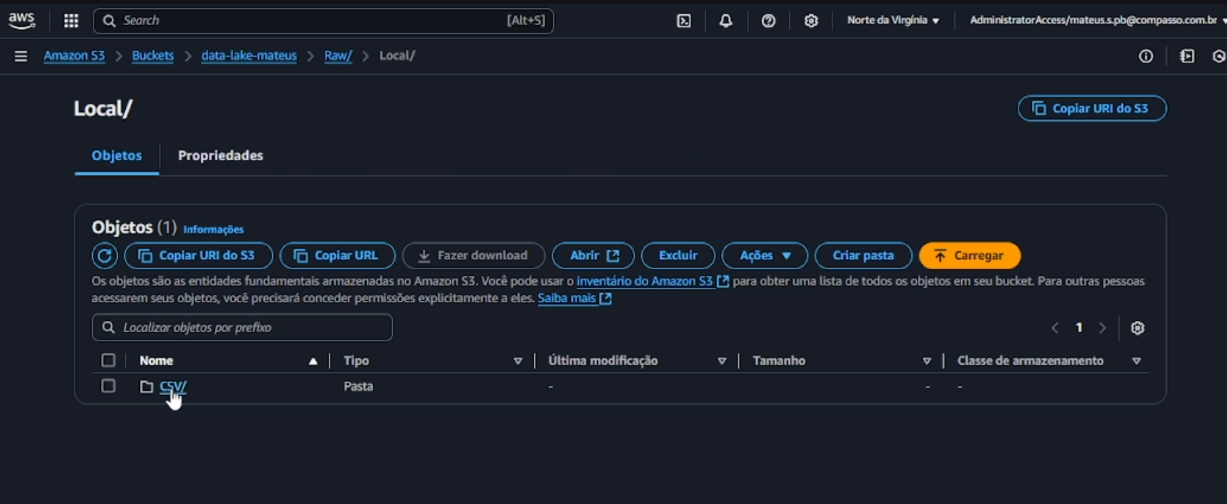 aws Search [Alt+S] Norte da Virgínia AdministratorAccess/mateus.s.pb@compasso.com.br
Amazon S3 > Buckets > data-lake-mateus > Raw/ > Local/
Local/
Copiar URI do S3
Objetos Propriedades
Objetos (1) Informações
Copiar URI do S3 Copiar URL Fazer download Abrir Excluir Ações Criar pasta Carregar
Os objetos são as entidades fundamentais armazenadas no Amazon S3. Você pode usar o inventário do Amazon S3 para obter uma lista de todos os objetos em seu bucket. Para outras pessoas
acessarem seus objetos, você precisará conceder permissões explicitamente a eles. Saiba mais
Localizar objetos por prefixo
1
Nome Tipo Última modificação Tamanho Classe de armazenamento
CSV/ Pasta - - -